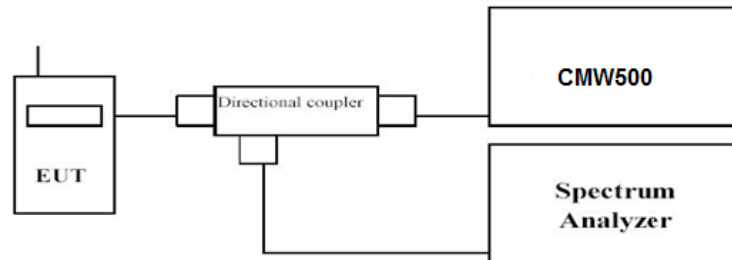 EUT
Directional coupler
CMW500
Spectrum
Analyzer